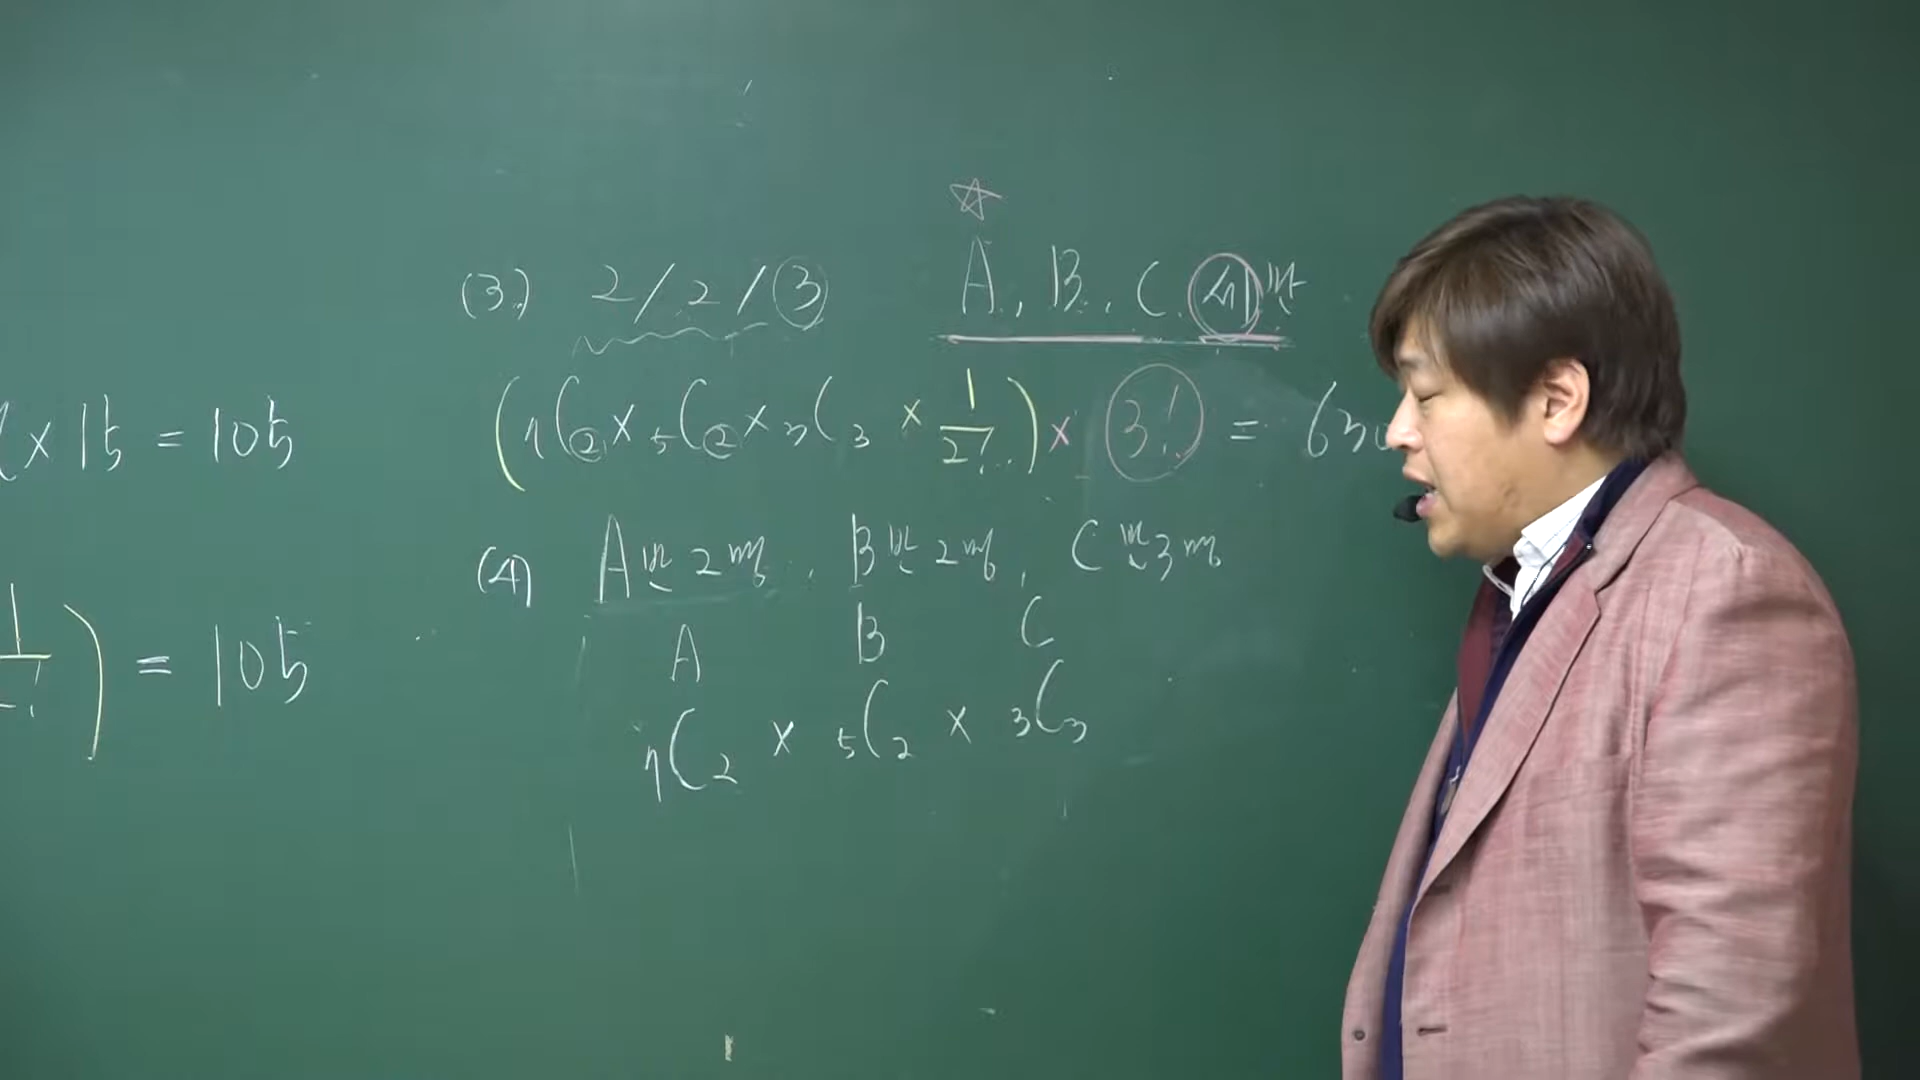 × 15 = 105
1 ) = 105
(3) 2 / 2 / ③ ☆ A, B, C 세 반
(₇C₂ × ₅C₂ × ₃C₃ × 1/2!) × 3! = 630
(4) A반 2명, B반 2명, C반 3명
A B C
₇C₂ × ₅C₂ × ₃C₃